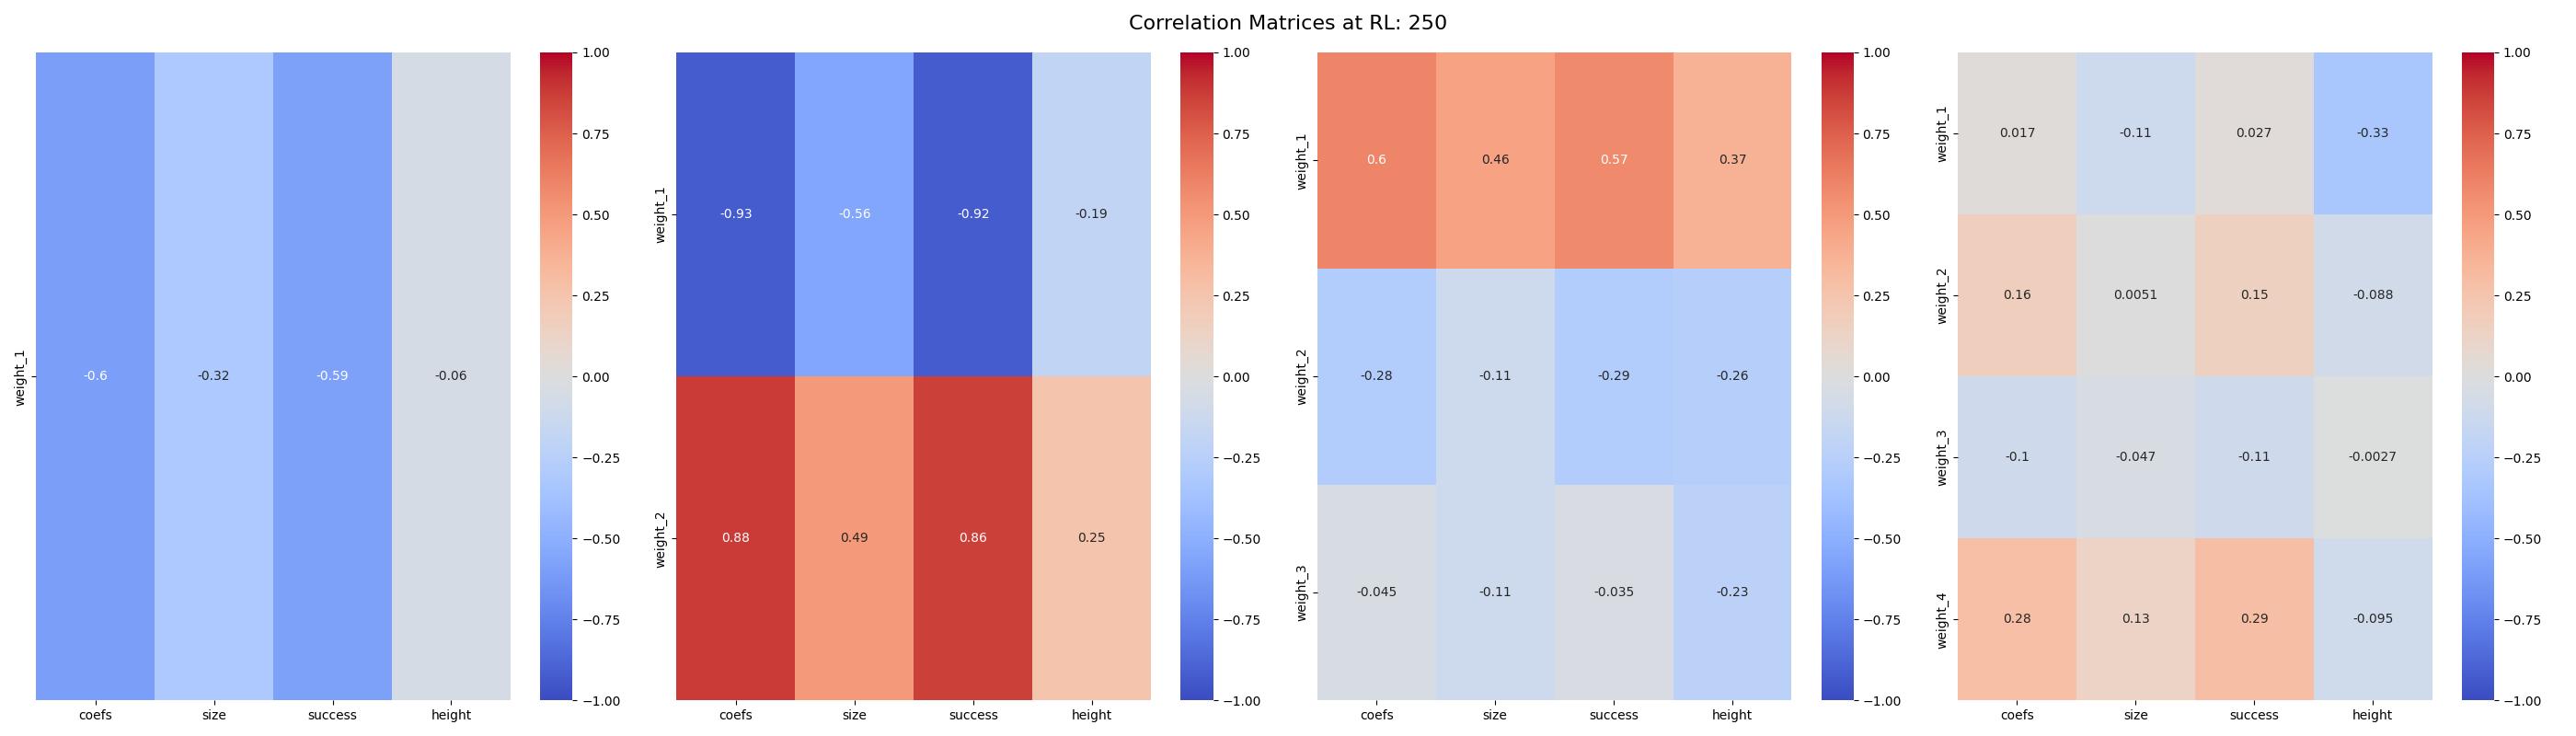 Correlation Matrices at RL: 250
weight_1
-0.6 -0.32 -0.59 -0.06
coefs size success height
1.00
0.75
0.50
0.25
0.00
−0.25
−0.50
−0.75
−1.00
weight_1
-0.93 -0.56 -0.92 -0.19
weight_2
0.88 0.49 0.86 0.25
coefs size success height
1.00
0.75
0.50
0.25
0.00
−0.25
−0.50
−0.75
−1.00
weight_1
0.6 0.46 0.57 0.37
weight_2
-0.28 -0.11 -0.29 -0.26
weight_3
-0.045 -0.11 -0.035 -0.23
coefs size success height
1.00
0.75
0.50
0.25
0.00
−0.25
−0.50
−0.75
−1.00
weight_1
0.017 -0.11 0.027 -0.33
weight_2
0.16 0.0051 0.15 -0.088
weight_3
-0.1 -0.047 -0.11 -0.0027
weight_4
0.28 0.13 0.29 -0.095
coefs size success height
1.00
0.75
0.50
0.25
0.00
−0.25
−0.50
−0.75
−1.00